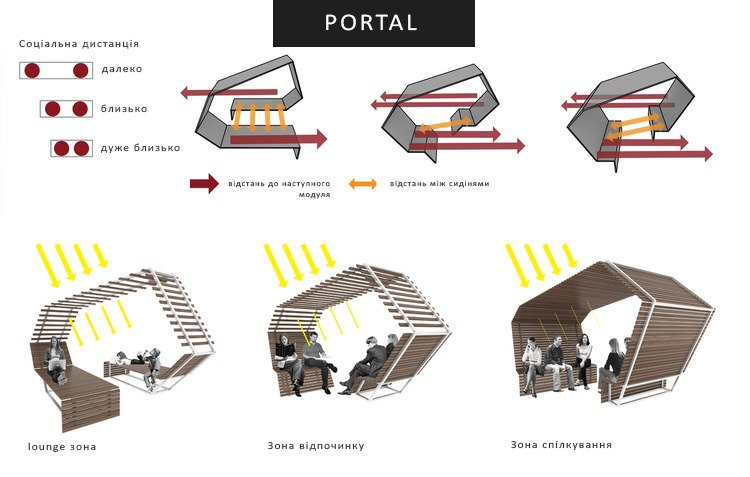 PORTAL
Соціальна дистанція
далеко
близько
дуже близько
відстань до наступного
модуля
відстань між сидінями
lounge зона
Зона відпочинку
Зона спілкування